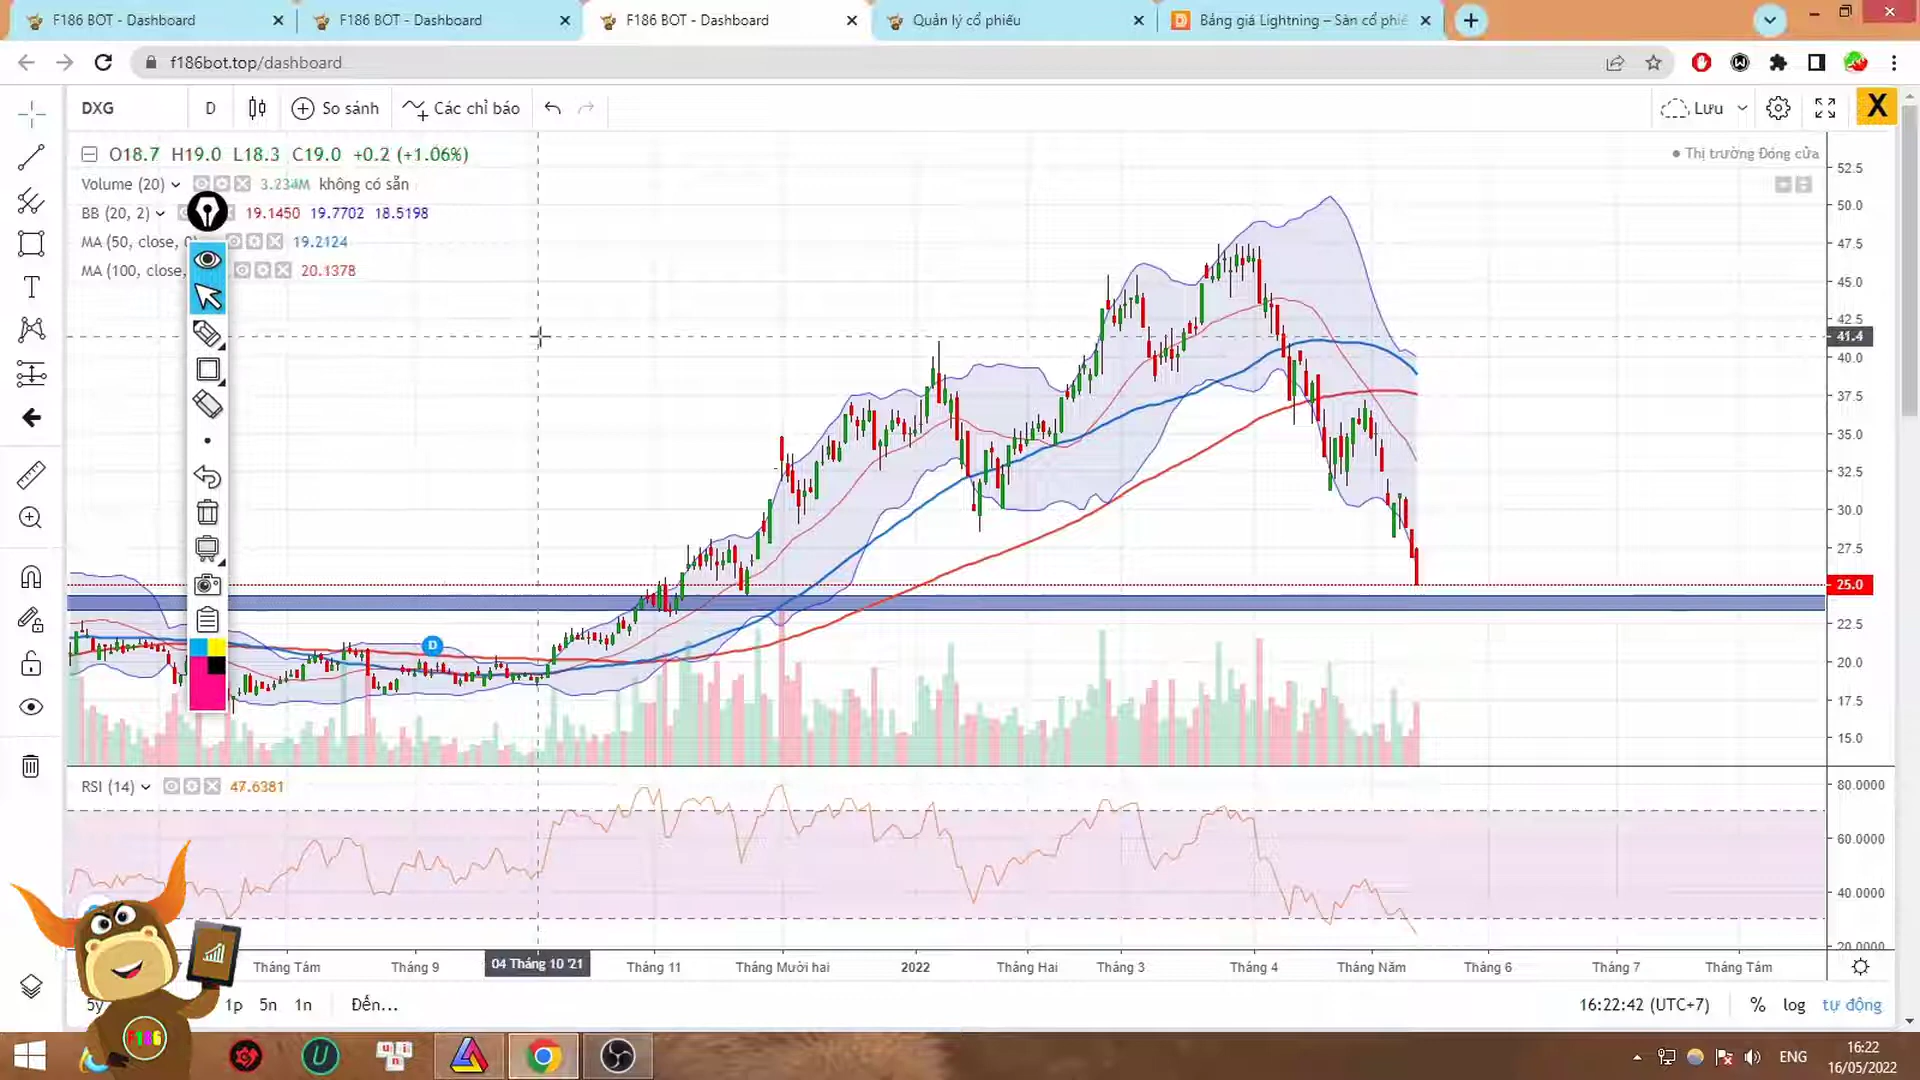 F186 BOT - Dashboard
F186 BOT - Dashboard
F186 BOT - Dashboard
Quản lý cổ phiếu
Bảng giá Lightning – Sàn cổ phiế
f186bot.top/dashboard
DXG
D
So sánh
Các chỉ báo
Lưu
X
O18.7 H19.0 L18.3 C19.0 +0.2 (+1.06%)
Thị trường Đóng cửa
Volume (20) 3.234M không có sẵn
BB (20, 2) 19.1450 19.7702 18.5198
MA (50, close, 0 19.2124
MA (100, close, 20.1378
52.5
50.0
47.5
45.0
42.5
41.4
40.0
37.5
35.0
32.5
30.0
27.5
25.0
22.5
20.0
17.5
15.0
D
RSI (14) 47.6381
80.0000
60.0000
40.0000
20.0000
Tháng Tám
Tháng 9
04 Tháng 10 '21
Tháng 11
Tháng Mười hai
2022
Tháng Hai
Tháng 3
Tháng 4
Tháng Năm
Tháng 6
Tháng 7
Tháng Tám
5y
1p
5n
1n
Đến...
16:22:42 (UTC+7)
%
log
tự động
F186
ENG
16:22
16/05/2022